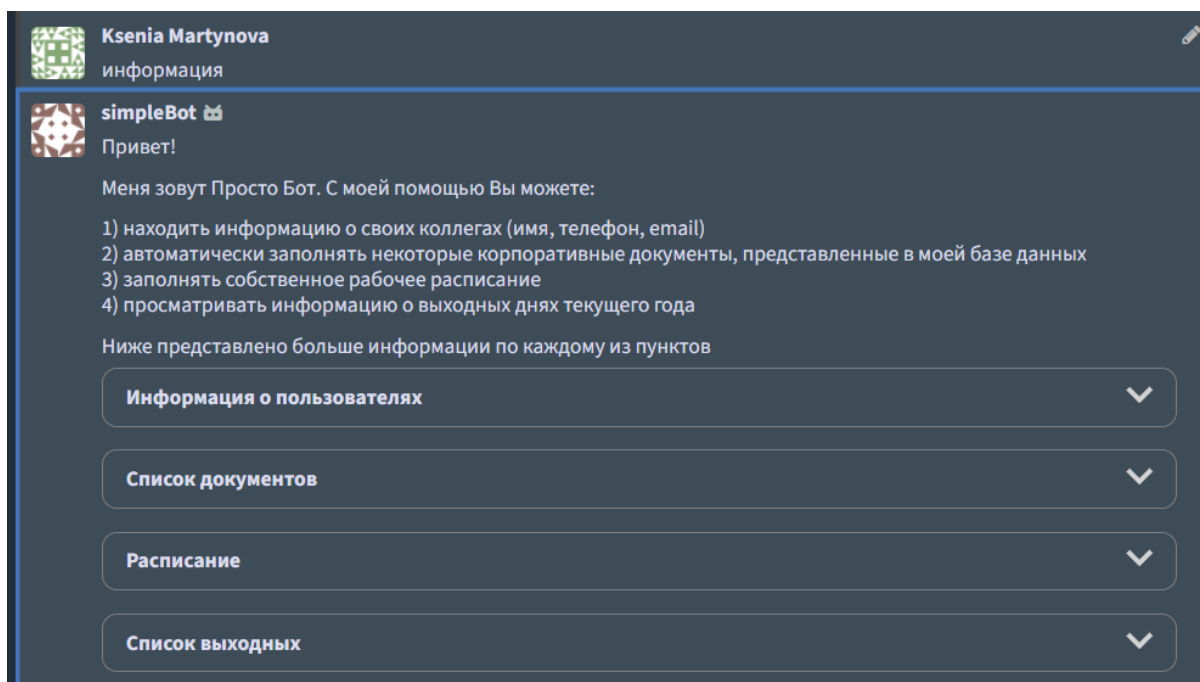 Ksenia Martynova
информация
simpleBot
Привет!
Меня зовут Просто Бот. С моей помощью Вы можете:
1) находить информацию о своих коллегах (имя, телефон, email)
2) автоматически заполнять некоторые корпоративные документы, представленные в моей базе данных
3) заполнять собственное рабочее расписание
4) просматривать информацию о выходных днях текущего года
Ниже представлено больше информации по каждому из пунктов
Информация о пользователях
Список документов
Расписание
Список выходных